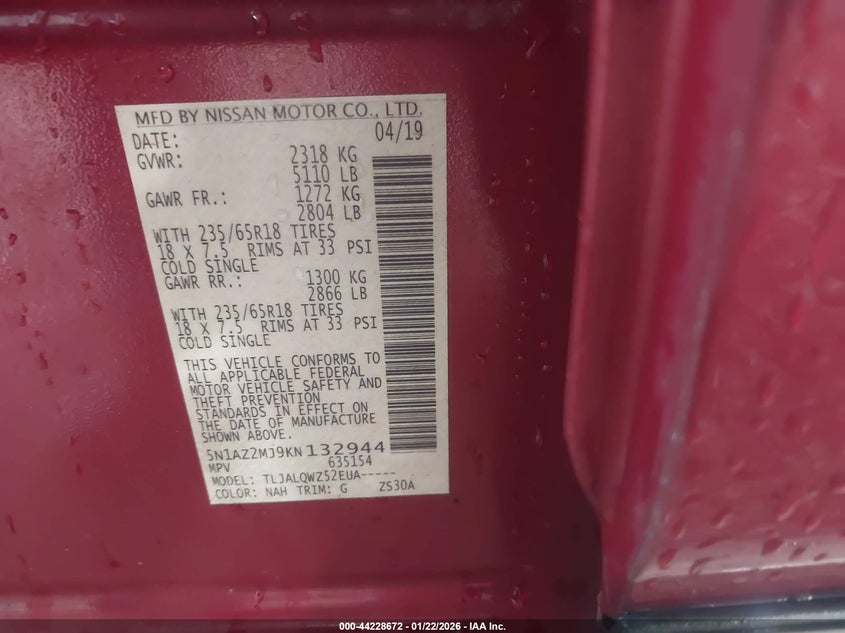 MFD BY NISSAN MOTOR CO., LTD.
DATE: 04/19
GVWR: 2318 KG
5110 LB
GAWR FR.: 1272 KG
2804 LB
WITH 235/65R18 TIRES
18 X 7.5 RIMS AT 33 PSI
COLD SINGLE
GAWR RR.: 1300 KG
2866 LB
WITH 235/65R18 TIRES
18 X 7.5 RIMS AT 33 PSI
COLD SINGLE
THIS VEHICLE CONFORMS TO
ALL APPLICABLE FEDERAL
MOTOR VEHICLE SAFETY AND
THEFT PREVENTION
STANDARDS IN EFFECT ON
THE DATE OF MANUFACTURE
SHOWN ABOVE.
5N1AZ2MJ9KN132944
MPV 635154
MODEL: TLJALQWZ52EUA-----
COLOR: NAH TRIM: G ZS30A
000-44228672 - 01/22/2026 - IAA Inc.